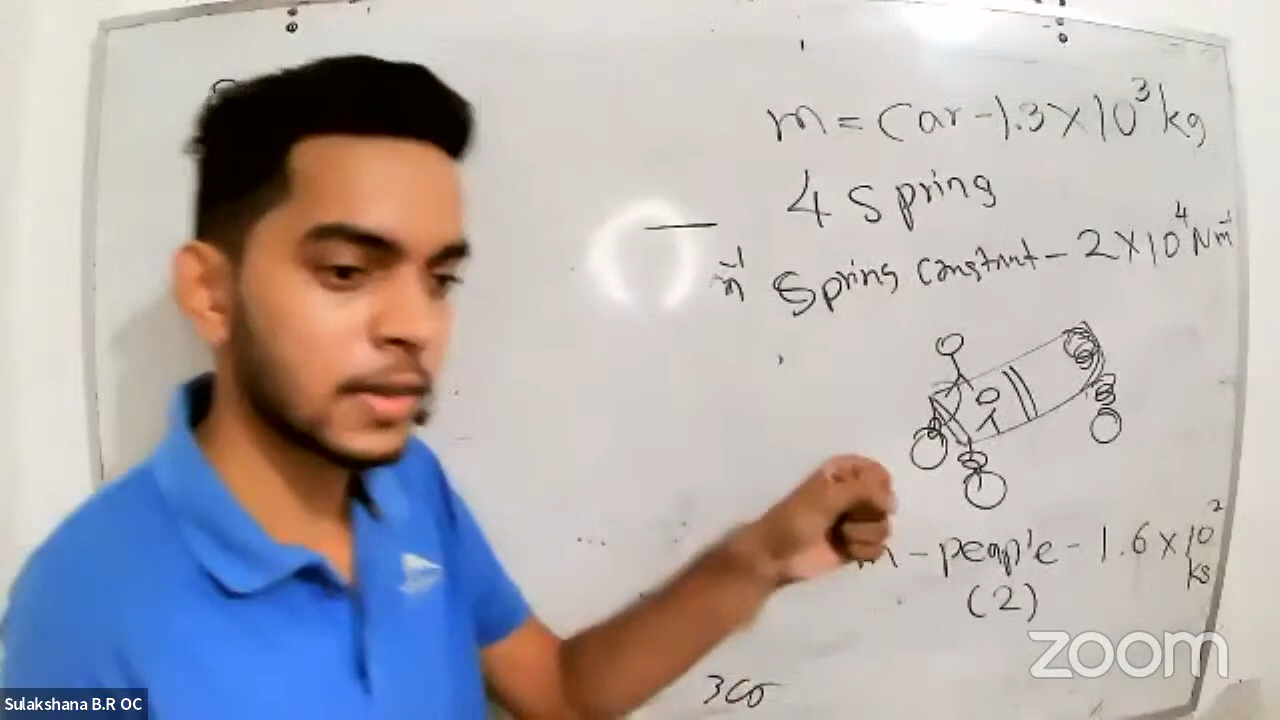 m = Car - 1.3 × 10³ kg
4 Spring
m⁻¹
Spring constant - 2 × 10⁴ Nm⁻¹
m - people - 1.6 × 10²
kg
(2)
zoom
Sulakshana B.R OC